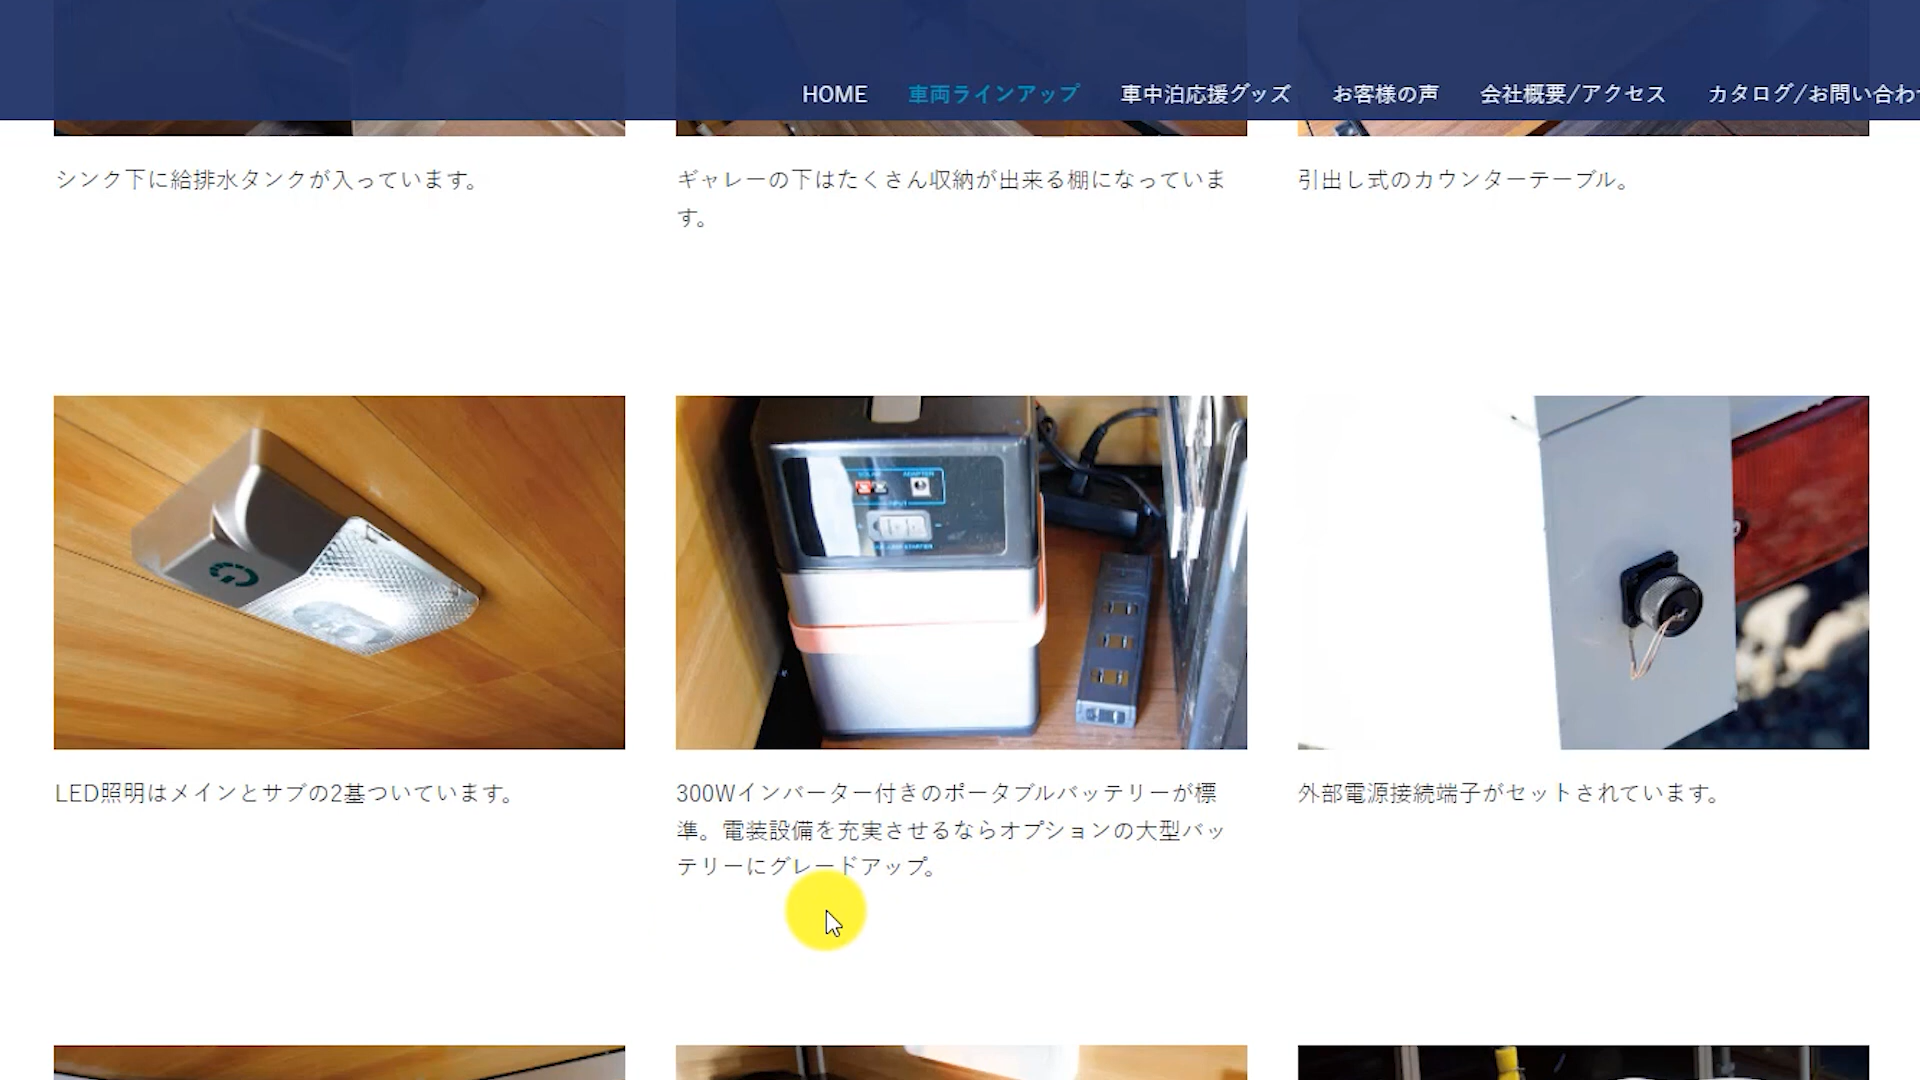 HOME 車両ラインアップ 車中泊応援グッズ お客様の声 会社概要/アクセス カタログ/お問い合わせ
シンク下に給排水タンクが入っています。
ギャレーの下はたくさん収納が出来る棚になっていま
す。
引出し式のカウンターテーブル。
SOLAR ADAPTER
INPUT
LED照明はメインとサブの2基ついています。
300Wインバーター付きのポータブルバッテリーが標
準。電装設備を充実させるならオプションの大型バッ
テリーにグレードアップ。
外部電源接続端子がセットされています。